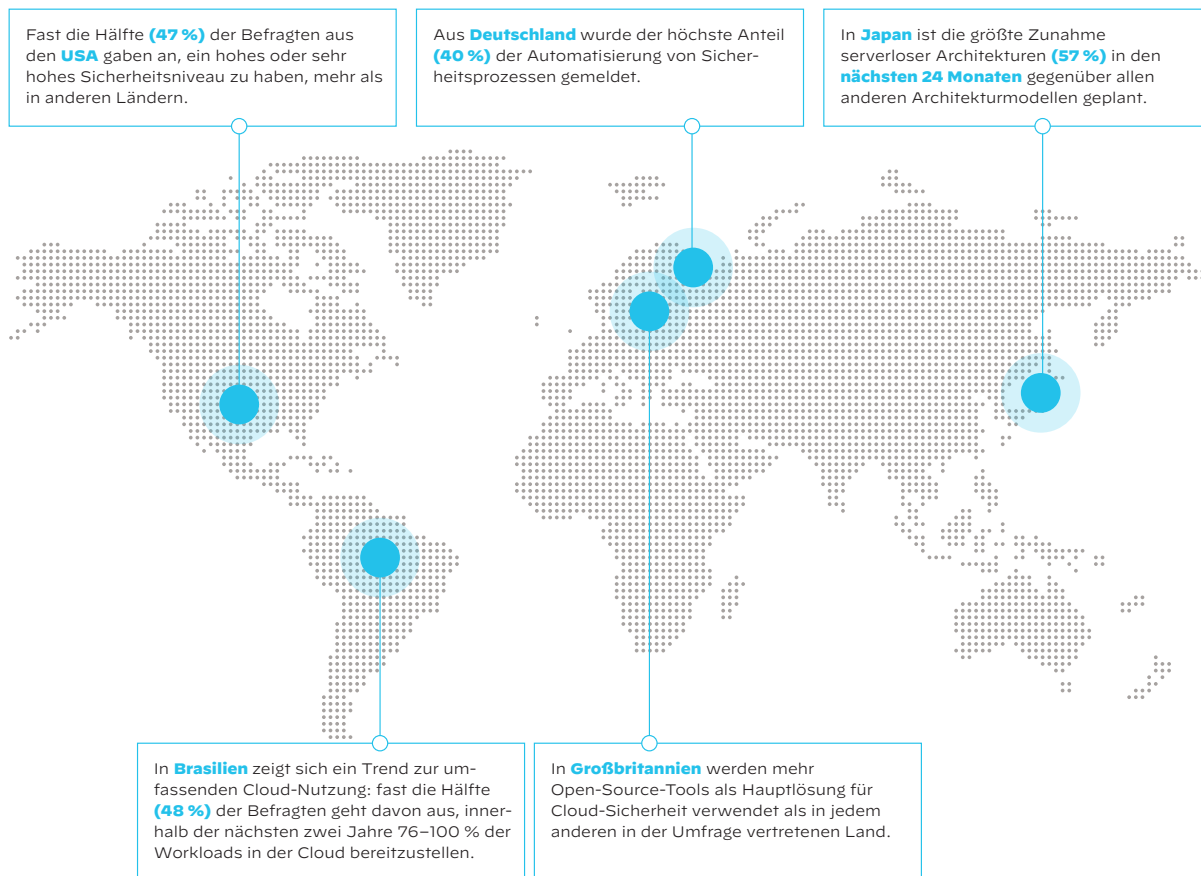 Fast die Hälfte (47 %) der Befragten aus
den USA gaben an, ein hohes oder sehr
hohes Sicherheitsniveau zu haben, mehr als
in anderen Ländern.
Aus Deutschland wurde der höchste Anteil
(40 %) der Automatisierung von Sicher-
heitsprozessen gemeldet.
In Japan ist die größte Zunahme
serverloser Architekturen (57 %) in den
nächsten 24 Monaten gegenüber allen
anderen Architekturmodellen geplant.
In Brasilien zeigt sich ein Trend zur um-
fassenden Cloud-Nutzung: fast die Hälfte
(48 %) der Befragten geht davon aus, inner-
halb der nächsten zwei Jahre 76–100 % der
Workloads in der Cloud bereitzustellen.
In Großbritannien werden mehr
Open-Source-Tools als Hauptlösung für
Cloud-Sicherheit verwendet als in jedem
anderen in der Umfrage vertretenen Land.